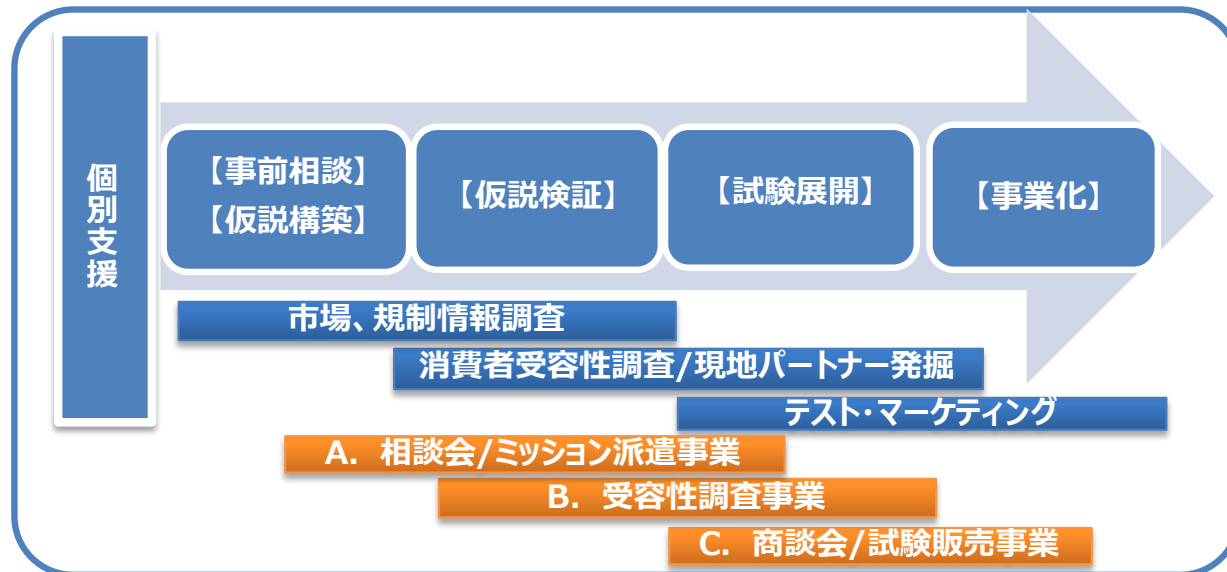 個別支援
【事前相談】
【仮説構築】
【仮説検証】
【試験展開】
【事業化】
市場、規制情報調査
消費者受容性調査/現地パートナー発掘
テスト・マーケティング
A. 相談会/ミッション派遣事業
B. 受容性調査事業
C. 商談会/試験販売事業